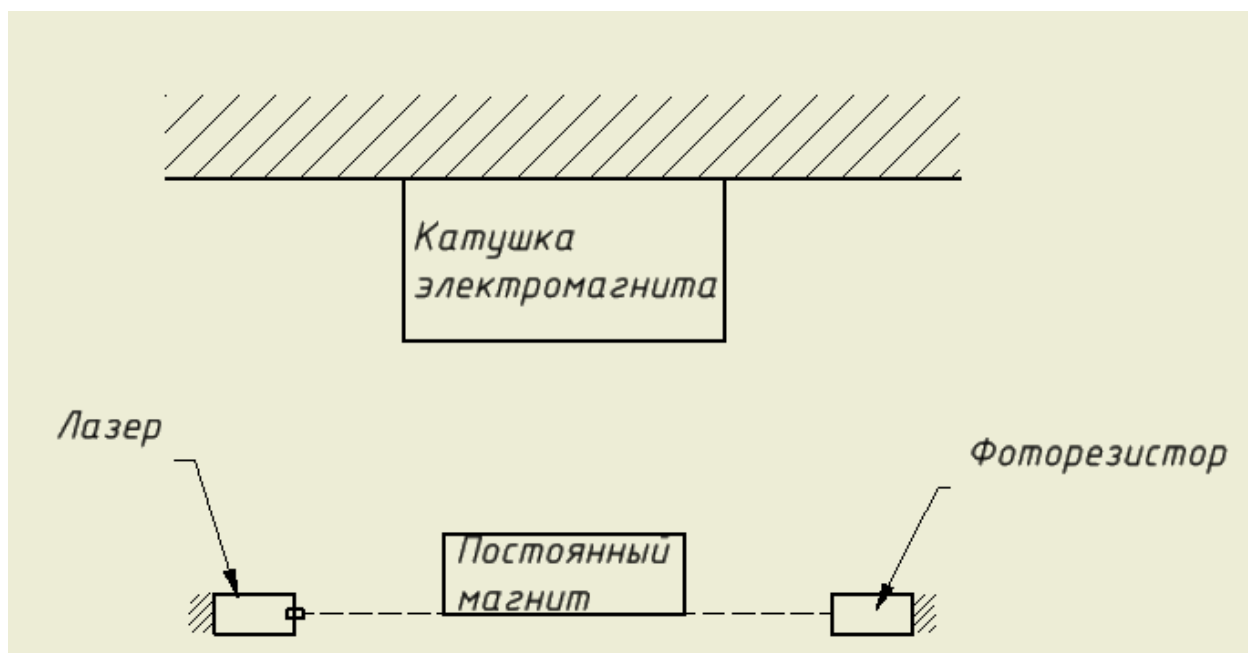 Катушка
электромагнита
Лазер
Фоторезистор
Постоянный
магнит